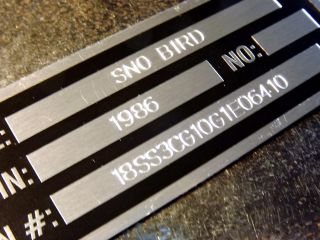 SNO BIRD
: 1986 NO:
IN: 18SS3CG10G1E06410
N #: